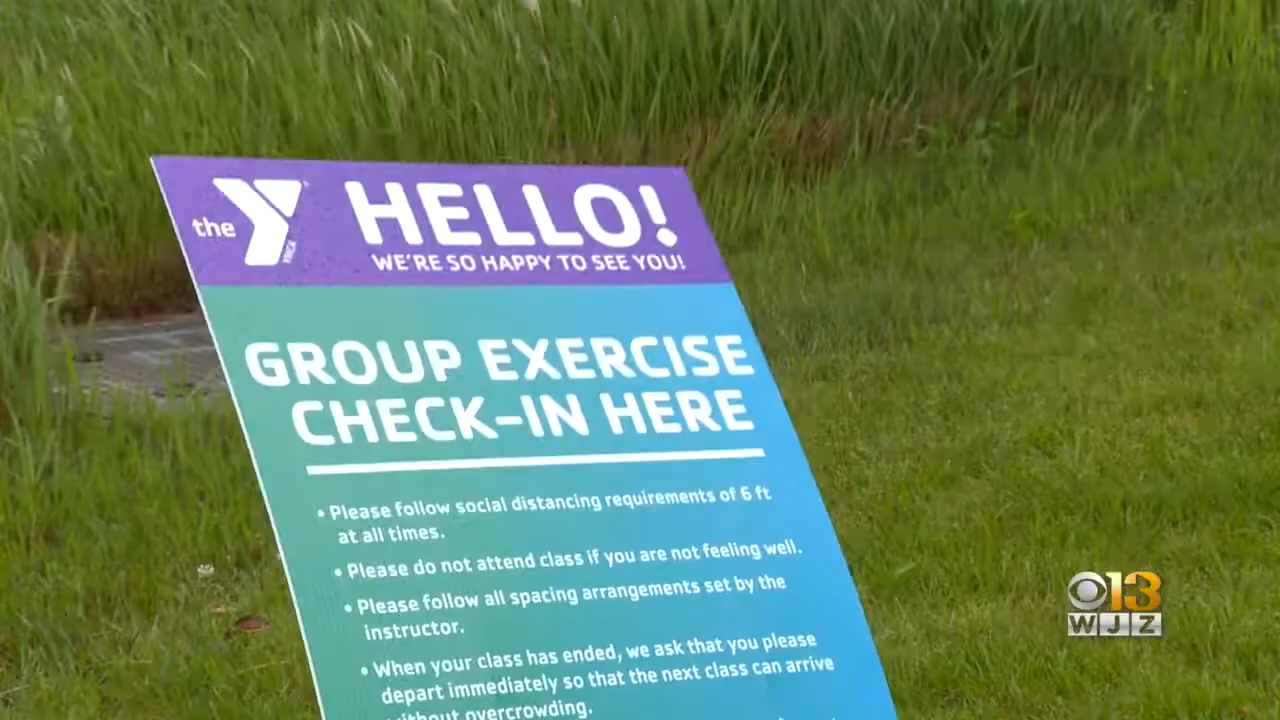 the Y
YMCA
HELLO!
WE'RE SO HAPPY TO SEE YOU!
GROUP EXERCISE
CHECK-IN HERE
• Please follow social distancing requirements of 6 ft
at all times.
• Please do not attend class if you are not feeling well.
• Please follow all spacing arrangements set by the
instructor.
• When your class has ended, we ask that you please
depart immediately so that the next class can arrive
without overcrowding.
13
WJZ